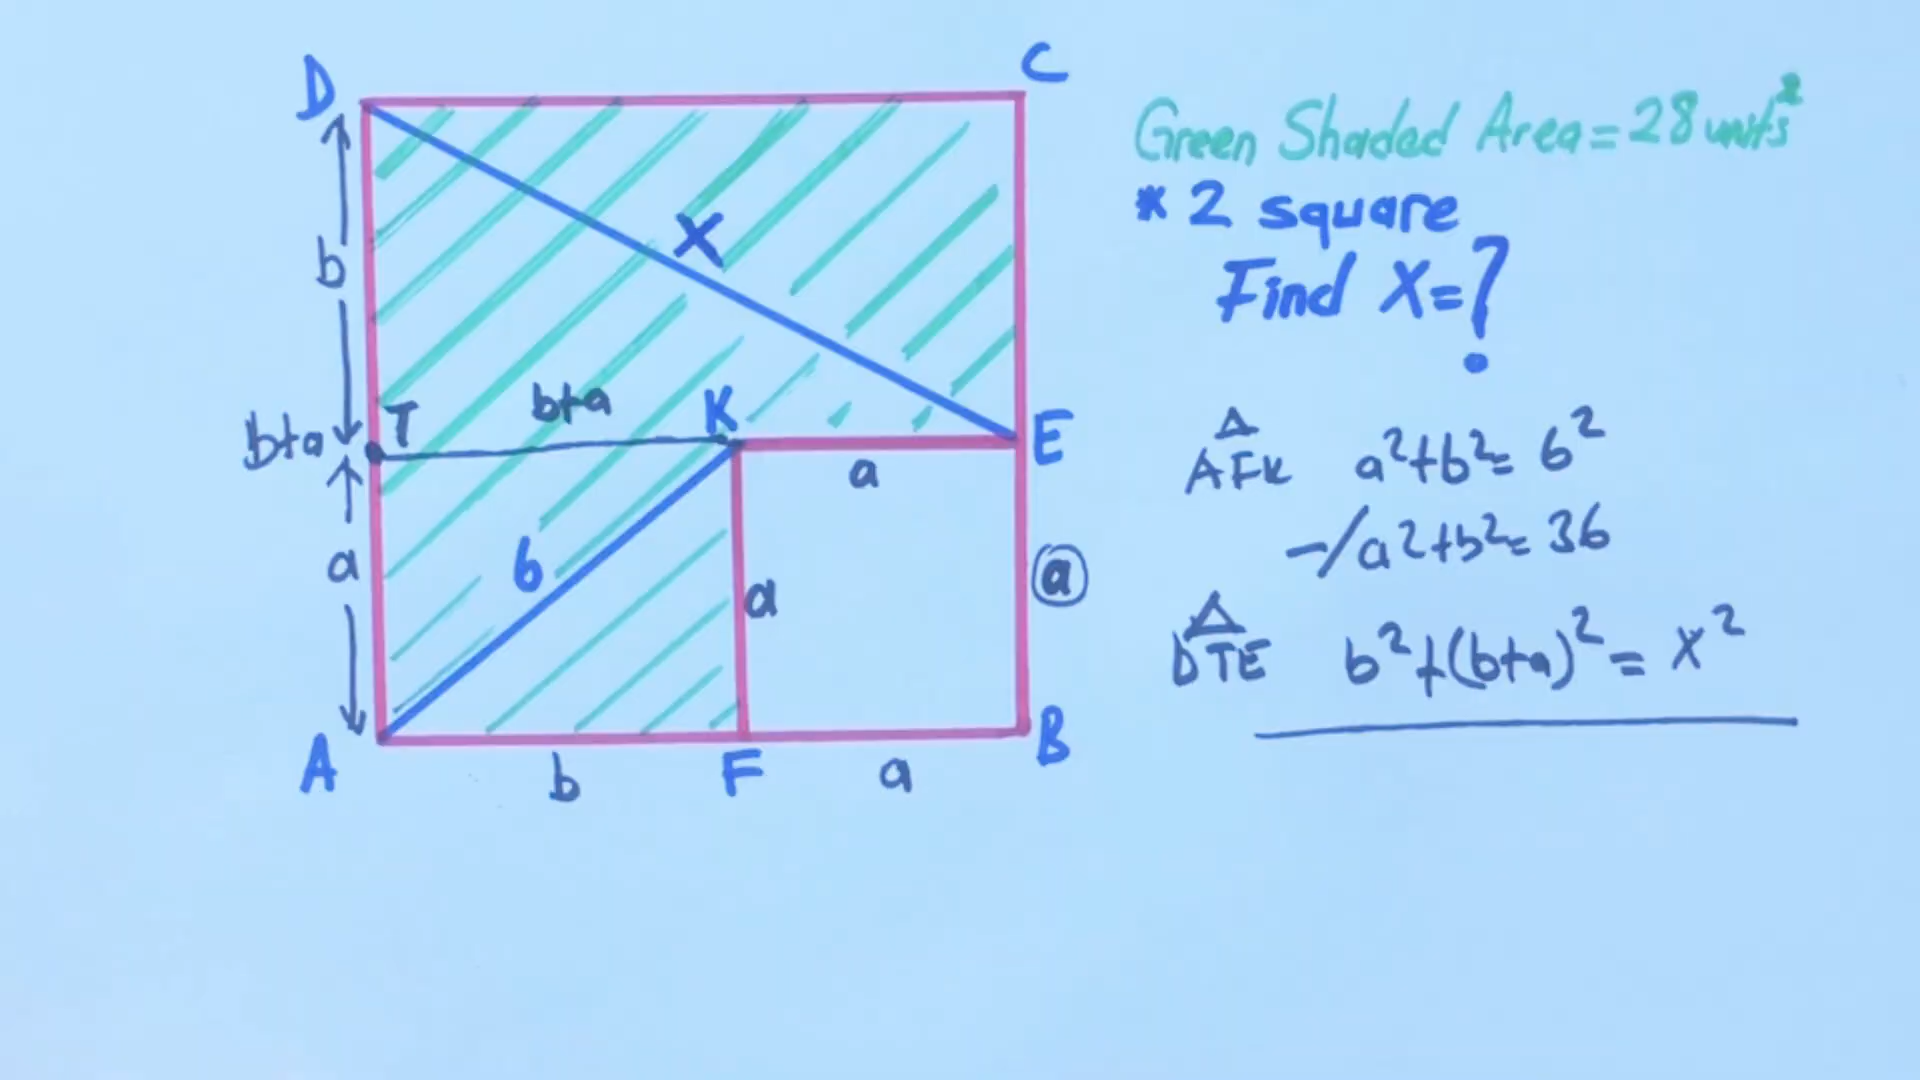 D
C
Green Shaded Area = 28 units²
* 2 square
b
X
Find X=?
b+a
T
b+a
K
E
a
AFK a²+b²= 6²
a
6
a
a
-/a²+b²= 36
DTE b²+(b+a)² = x²
A
b
F
a
B